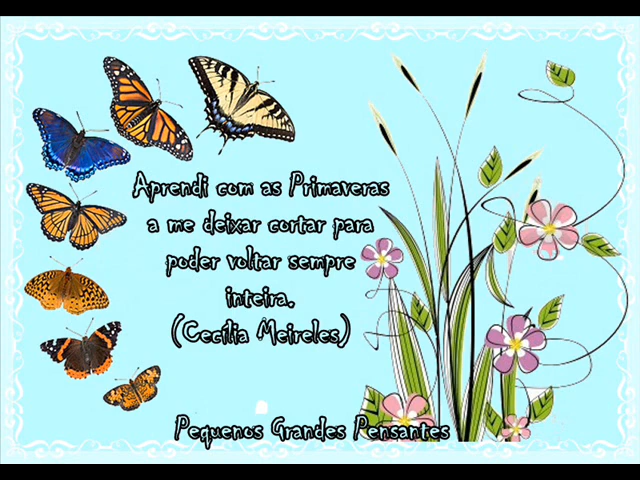 Aprendi com as Primaveras
a me deixar cortar para
poder voltar sempre
inteira.
(Cecília Meireles)
Pequenos Grandes Pensantes